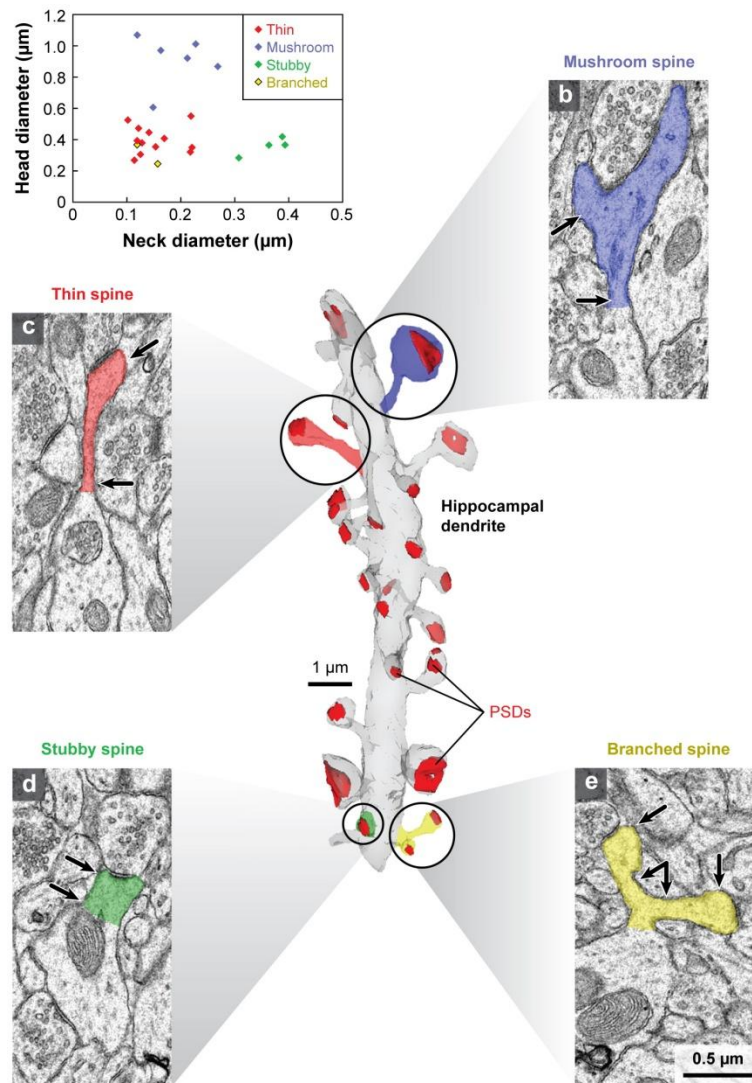 1.2
1.0
0.8
0.6
0.4
0.2
0
Head diameter (µm)
Thin
Mushroom
Stubby
Branched
0
0.1
0.2
0.3
0.4
0.5
Neck diameter (µm)
Mushroom spine
b
Thin spine
c
Hippocampal
dendrite
1 µm
PSDs
Stubby spine
d
Branched spine
e
0.5 µm